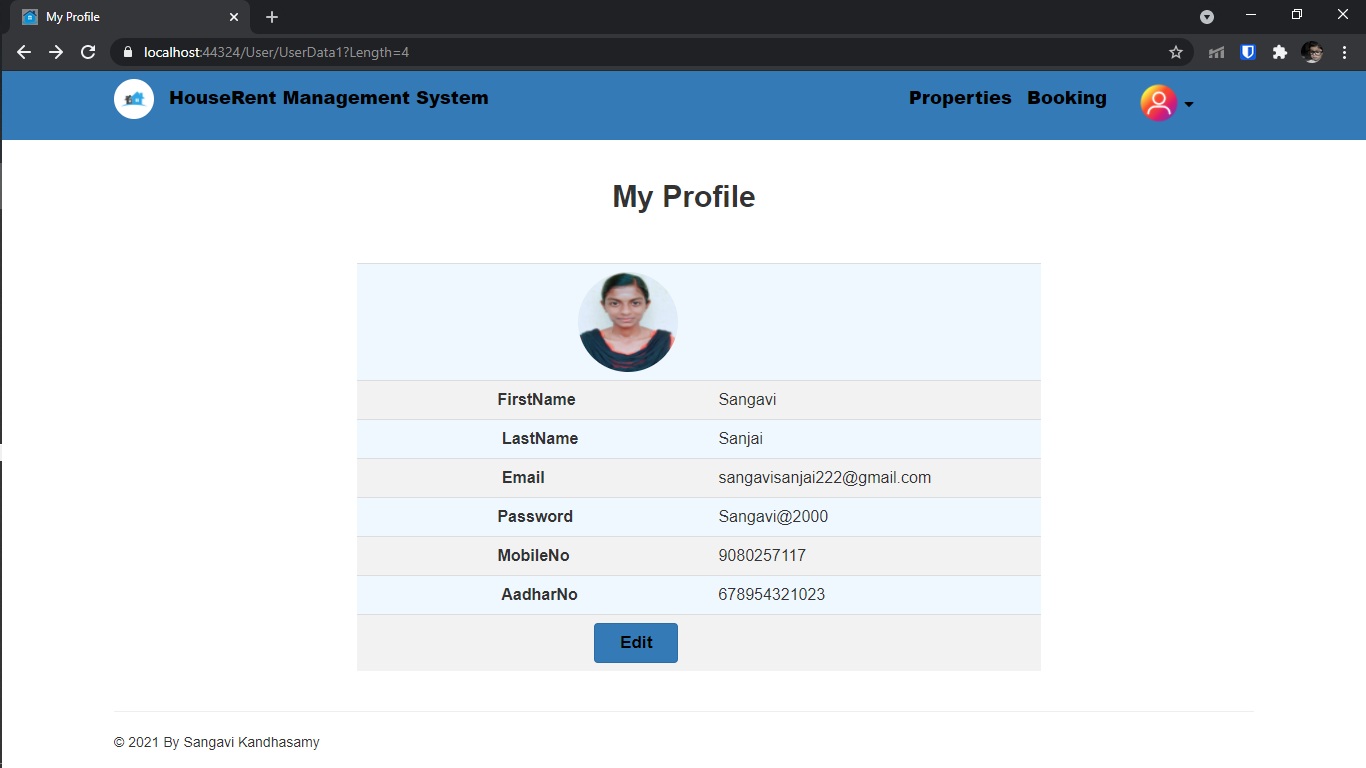 My Profile
localhost:44324/User/UserData1?Length=4
HouseRent Management System
Properties Booking
My Profile
FirstName Sangavi
LastName Sanjai
Email sangavisanjai222@gmail.com
Password Sangavi@2000
MobileNo 9080257117
AadharNo 678954321023
Edit
© 2021 By Sangavi Kandhasamy